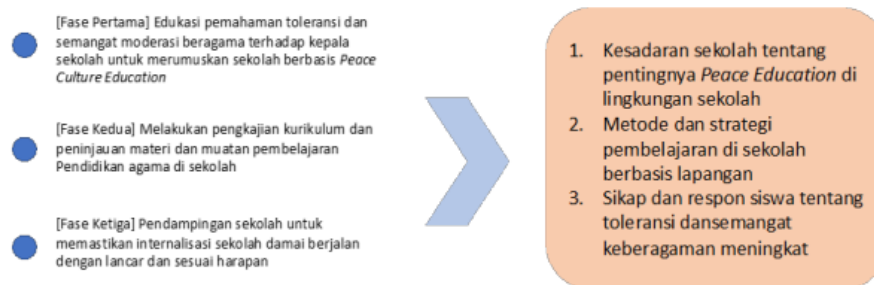 [Fase Pertama] Edukasi pemahaman toleransi dan
semangat moderasi beragama terhadap kepala
sekolah untuk merumuskan sekolah berbasis Peace
Culture Education
[Fase Kedua] Melakukan pengkajian kurikulum dan
peninjauan materi dan muatan pembelajaran
Pendidikan agama di sekolah
[Fase Ketiga] Pendampingan sekolah untuk
memastikan internalisasi sekolah damai berjalan
dengan lancar dan sesuai harapan
1. Kesadaran sekolah tentang
pentingnya Peace Education di
lingkungan sekolah
2. Metode dan strategi
pembelajaran di sekolah
berbasis lapangan
3. Sikap dan respon siswa tentang
toleransi dansemangat
keberagaman meningkat